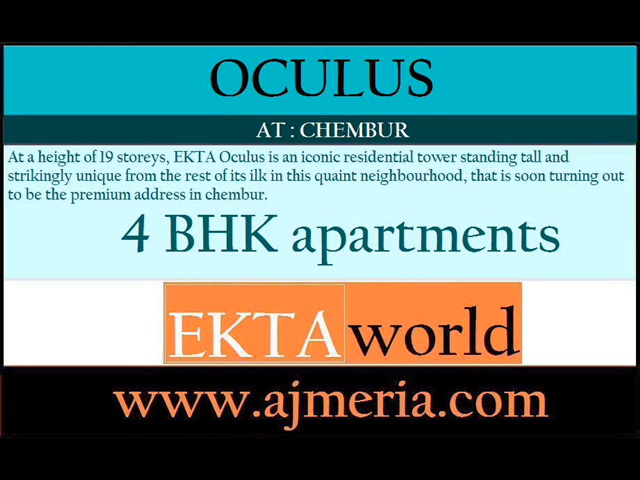 OCULUS
AT : CHEMBUR
At a height of 19 storeys, EKTA Oculus is an iconic residential tower standing tall and
strikingly unique from the rest of its ilk in this quaint neighbourhood, that is soon turning out
to be the premium address in chembur.
4 BHK apartments
EKTA world
www.ajmeria.com